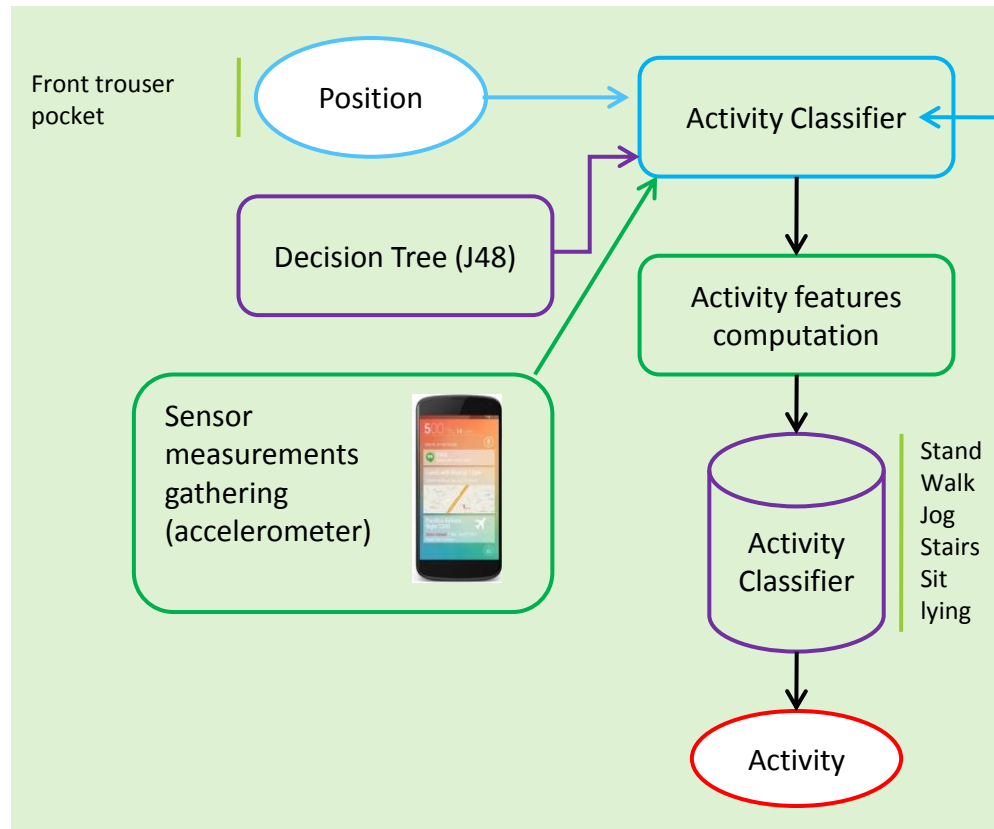 Front trouser
pocket
Position
Activity Classifier
Decision Tree (J48)
Activity features
computation
Sensor
measurements
gathering
(accelerometer)
Activity
Classifier
Stand
Walk
Jog
Stairs
Sit
lying
Activity